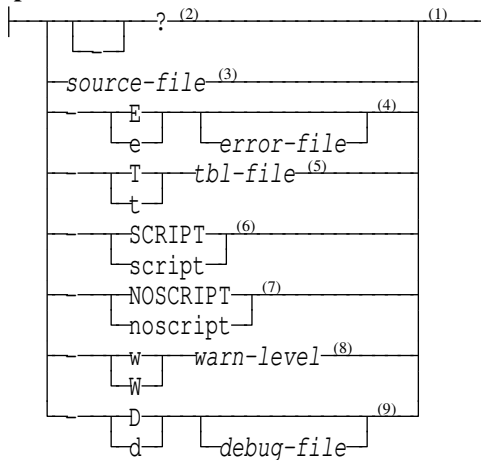 ? (2) (1)
–
source-file (3)
– E (4)
e error-file
– T tbl-file (5)
t
– SCRIPT (6)
script
– NOSCRIPT (7)
noscript
– w warn-level (8)
W
– D (9)
d debug-file